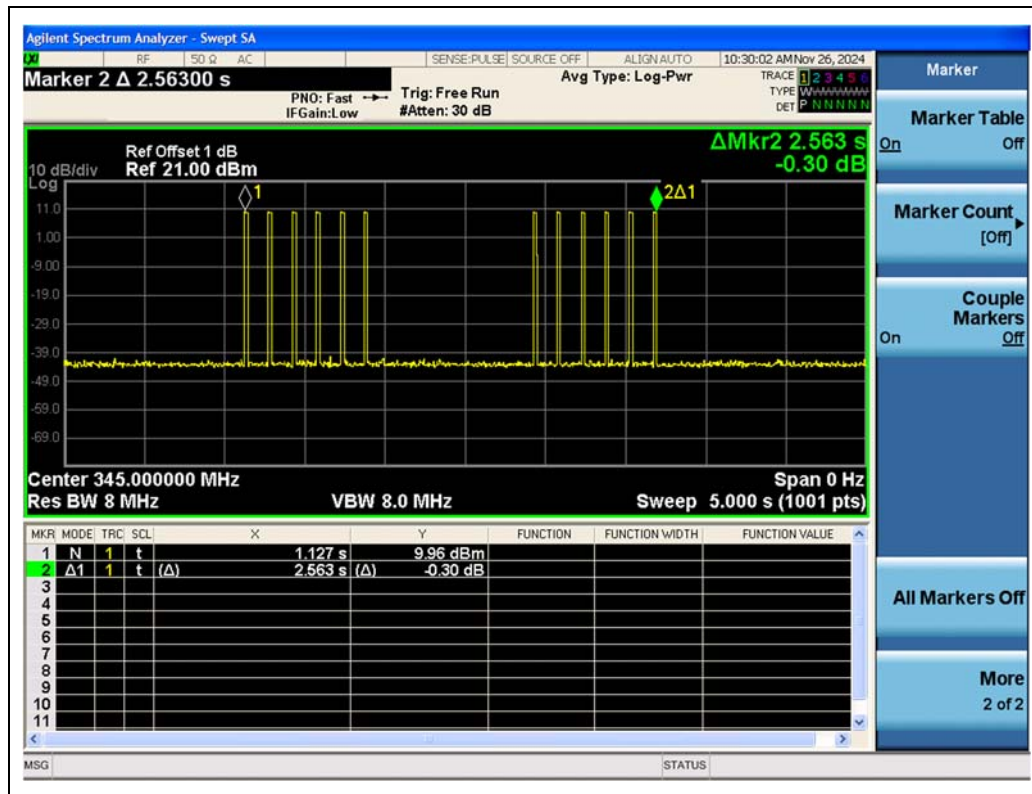 Agilent Spectrum Analyzer - Swept SA
LXI RF 50 Ω AC SENSE:PULSE SOURCE OFF ALIGN AUTO 10:30:02 AM Nov 26, 2024
Marker 2 Δ 2.56300 s
Avg Type: Log-Pwr
TRACE 1 2 3 4 5 6
TYPE W
DET P N N N N N
PNO: Fast Trig: Free Run
IFGain:Low #Atten: 30 dB
Ref Offset 1 dB
10 dB/div Ref 21.00 dBm
Log
ΔMkr2 2.563 s
-0.30 dB
1
2Δ1
11.0
1.00
-9.00
-19.0
-29.0
-39.0
-49.0
-59.0
-69.0
Center 345.000000 MHz Span 0 Hz
Res BW 8 MHz VBW 8.0 MHz Sweep 5.000 s (1001 pts)
MKR MODE TRC SCL X Y FUNCTION FUNCTION WIDTH FUNCTION VALUE
1 N 1 t 1.127 s 9.96 dBm
2 Δ1 1 t (Δ) 2.563 s (Δ) -0.30 dB
3
4
5
6
7
8
9
10
11
MSG STATUS
Marker
Marker Table
On Off
Marker Count
[Off]
Couple
Markers
On Off
All Markers Off
More
2 of 2